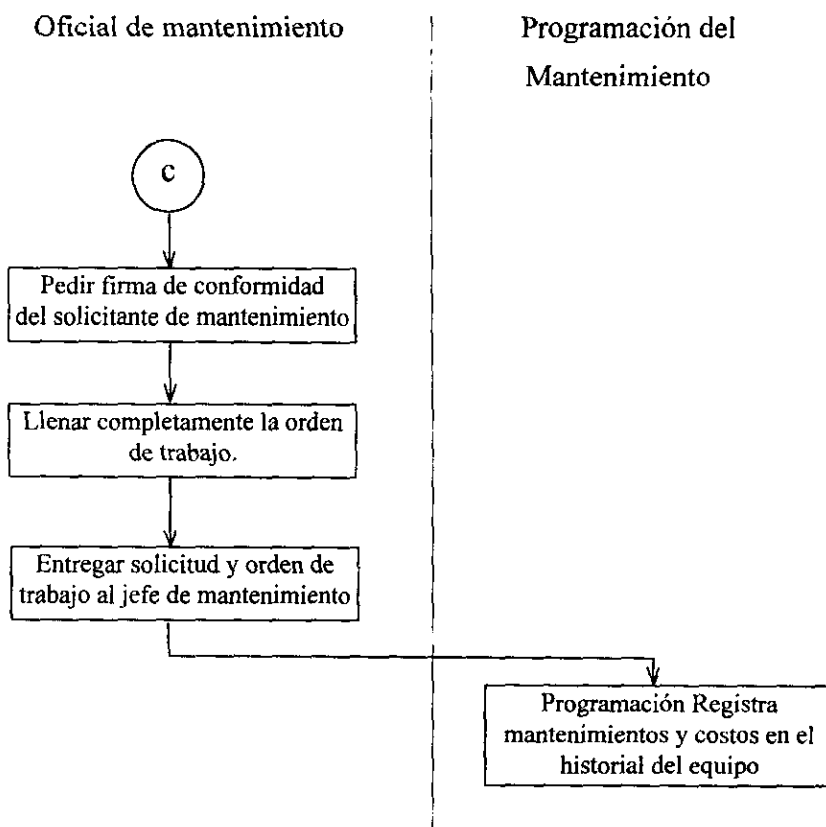 Oficial de mantenimiento
Programación del
Mantenimiento
c
Pedir firma de conformidad
del solicitante de mantenimiento
Llenar completamente la orden
de trabajo.
Entregar solicitud y orden de
trabajo al jefe de mantenimiento
Programación Registra
mantenimientos y costos en el
historial del equipo